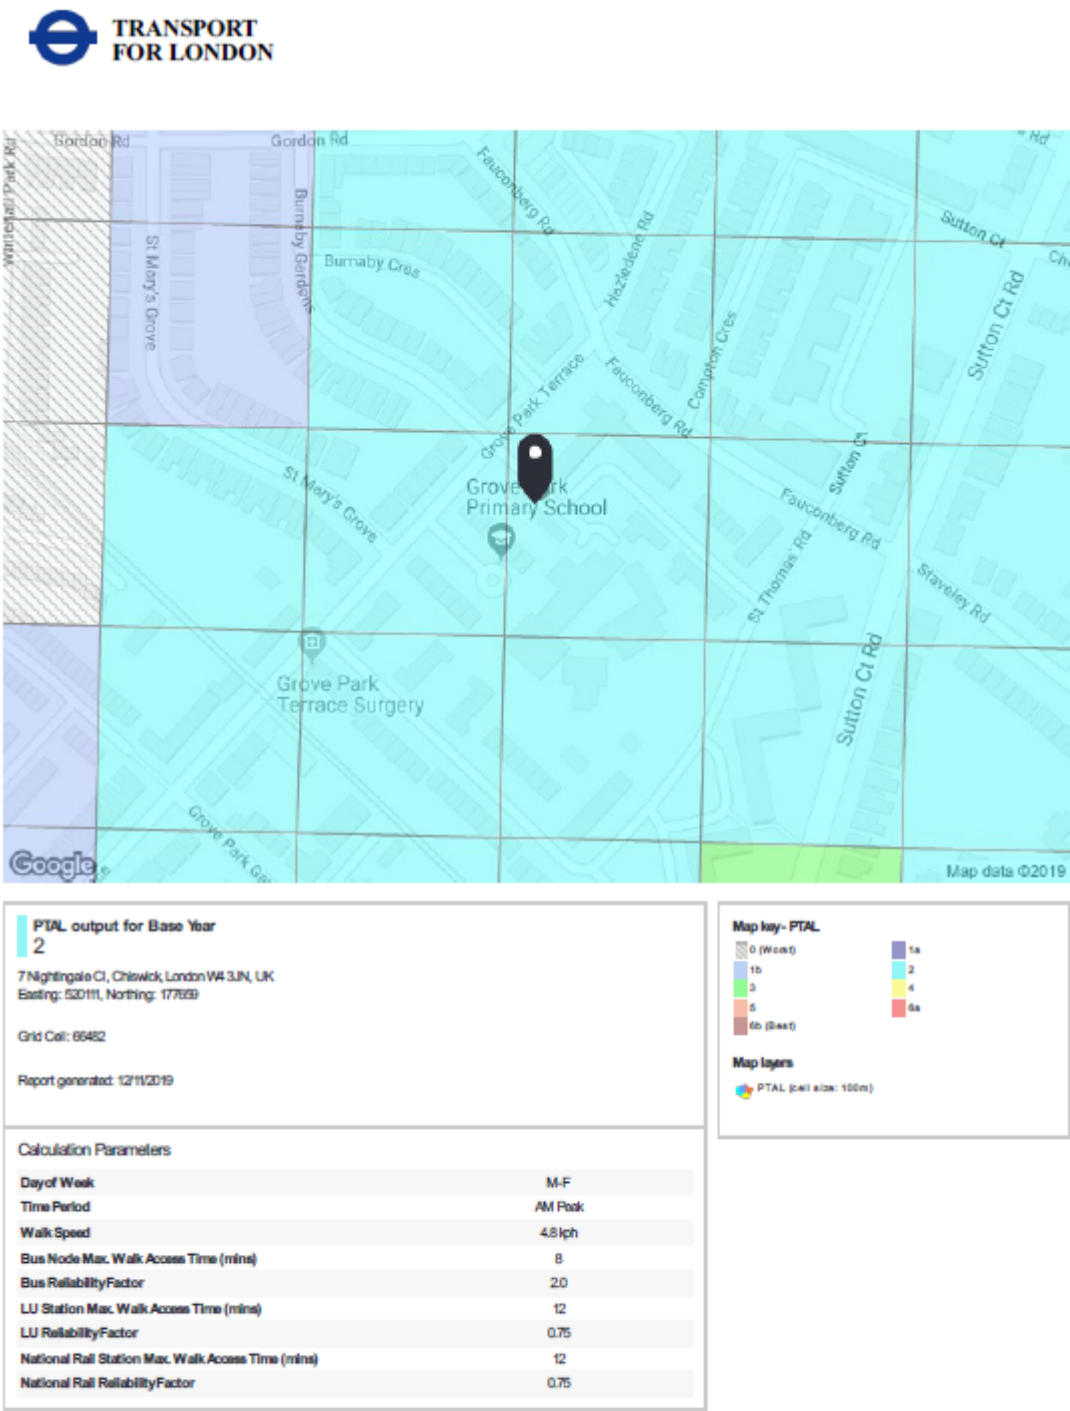 TRANSPORT
FOR LONDON
Gordon Rd
Gordon Rd
Fauconberg Rd
Rd
Burnaby Gardens
St Mary's Grove
Burnaby Cres
Hazledene Rd
Sutton Ct
Ch
Sutton Ct Rd
Compton Cres
Grove Park Terrace
Fauconberg Rd
Sutton Ct
St Mary's Grove
Grove Park
Primary School
Fauconberg Rd
St Thomas' Rd
Staveley Rd
Grove Park
Terrace Surgery
Sutton Ct Rd
Grove Park Ga
Google
Map data ©2019
PTAL output for Base Year
2
7 Nightingale Cl, Chiswick, London W4 3JN, UK
Easting: 520111, Northing: 177659
Grid Cell: 66482
Report generated: 12/11/2019
Map key- PTAL
0 (Worst)
1a
1b
2
3
4
5
6a
6b (Best)
Map layers
PTAL (cell size: 100m)
Calculation Parameters
Day of Week M-F
Time Period AM Peak
Walk Speed 4.8 kph
Bus Node Max. Walk Access Time (mins) 8
Bus Reliability Factor 2.0
LU Station Max. Walk Access Time (mins) 12
LU Reliability Factor 0.75
National Rail Station Max. Walk Access Time (mins) 12
National Rail Reliability Factor 0.75